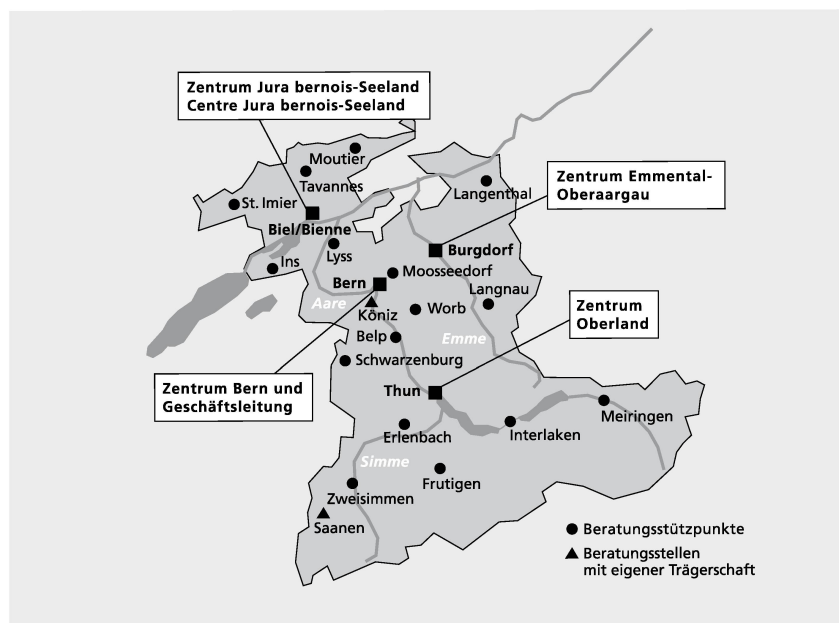 Zentrum Jura bernois-Seeland
Centre Jura bernois-Seeland
Moutier
Tavannes
St. Imier
Biel/Bienne
Ins
Lyss
Langenthal
Zentrum Emmental-
Oberaargau
Burgdorf
Moosseedorf
Bern
Langnau
Aare
Köniz
Worb
Zentrum
Oberland
Belp
Emme
Schwarzenburg
Zentrum Bern und
Geschäftsleitung
Thun
Meiringen
Erlenbach
Interlaken
Simme
Frutigen
Zweisimmen
Saanen
Beratungsstützpunkte
Beratungsstellen
mit eigener Trägerschaft